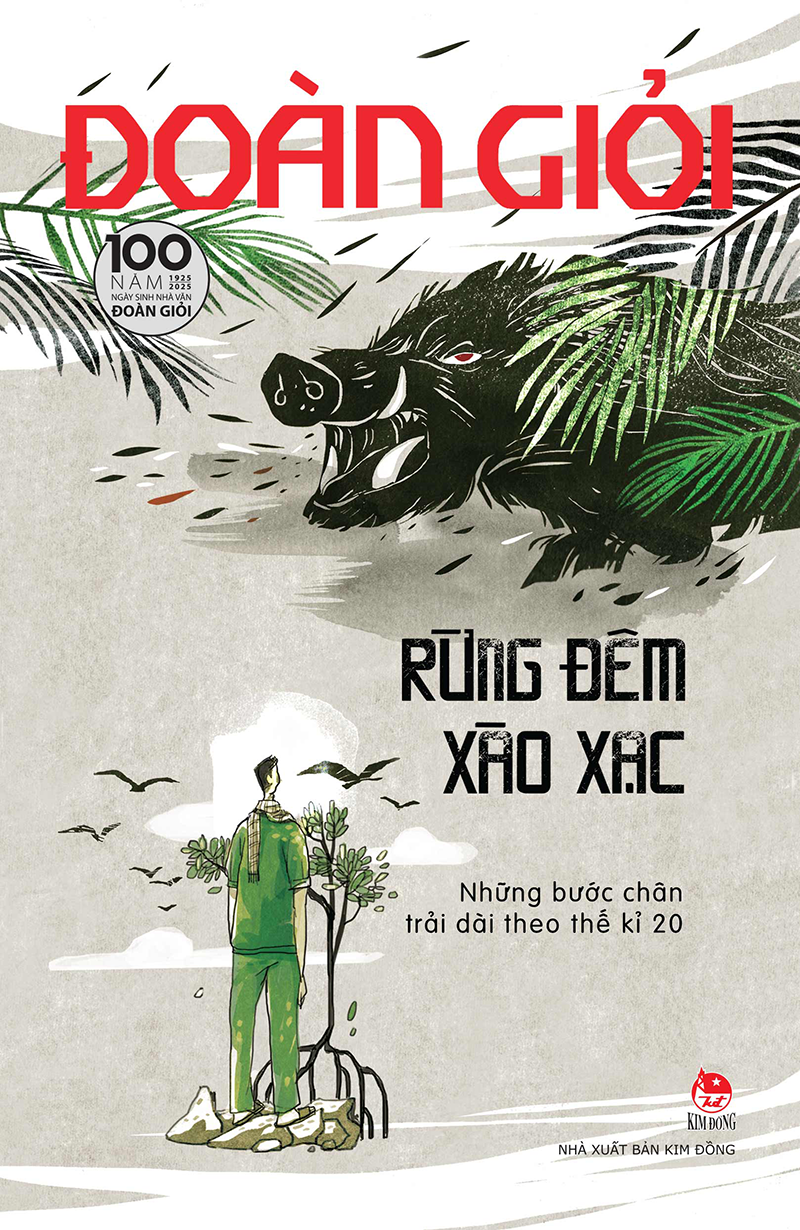 ĐOÀN GIỎI
100
NĂM 1925 2025
NGÀY SINH NHÀ VĂN
ĐOÀN GIỎI
RỪNG ĐÊM
XÀO XẠC
Những bước chân
trải dài theo thế kỉ 20
KIM ĐỒNG
NHÀ XUẤT BẢN KIM ĐỒNG